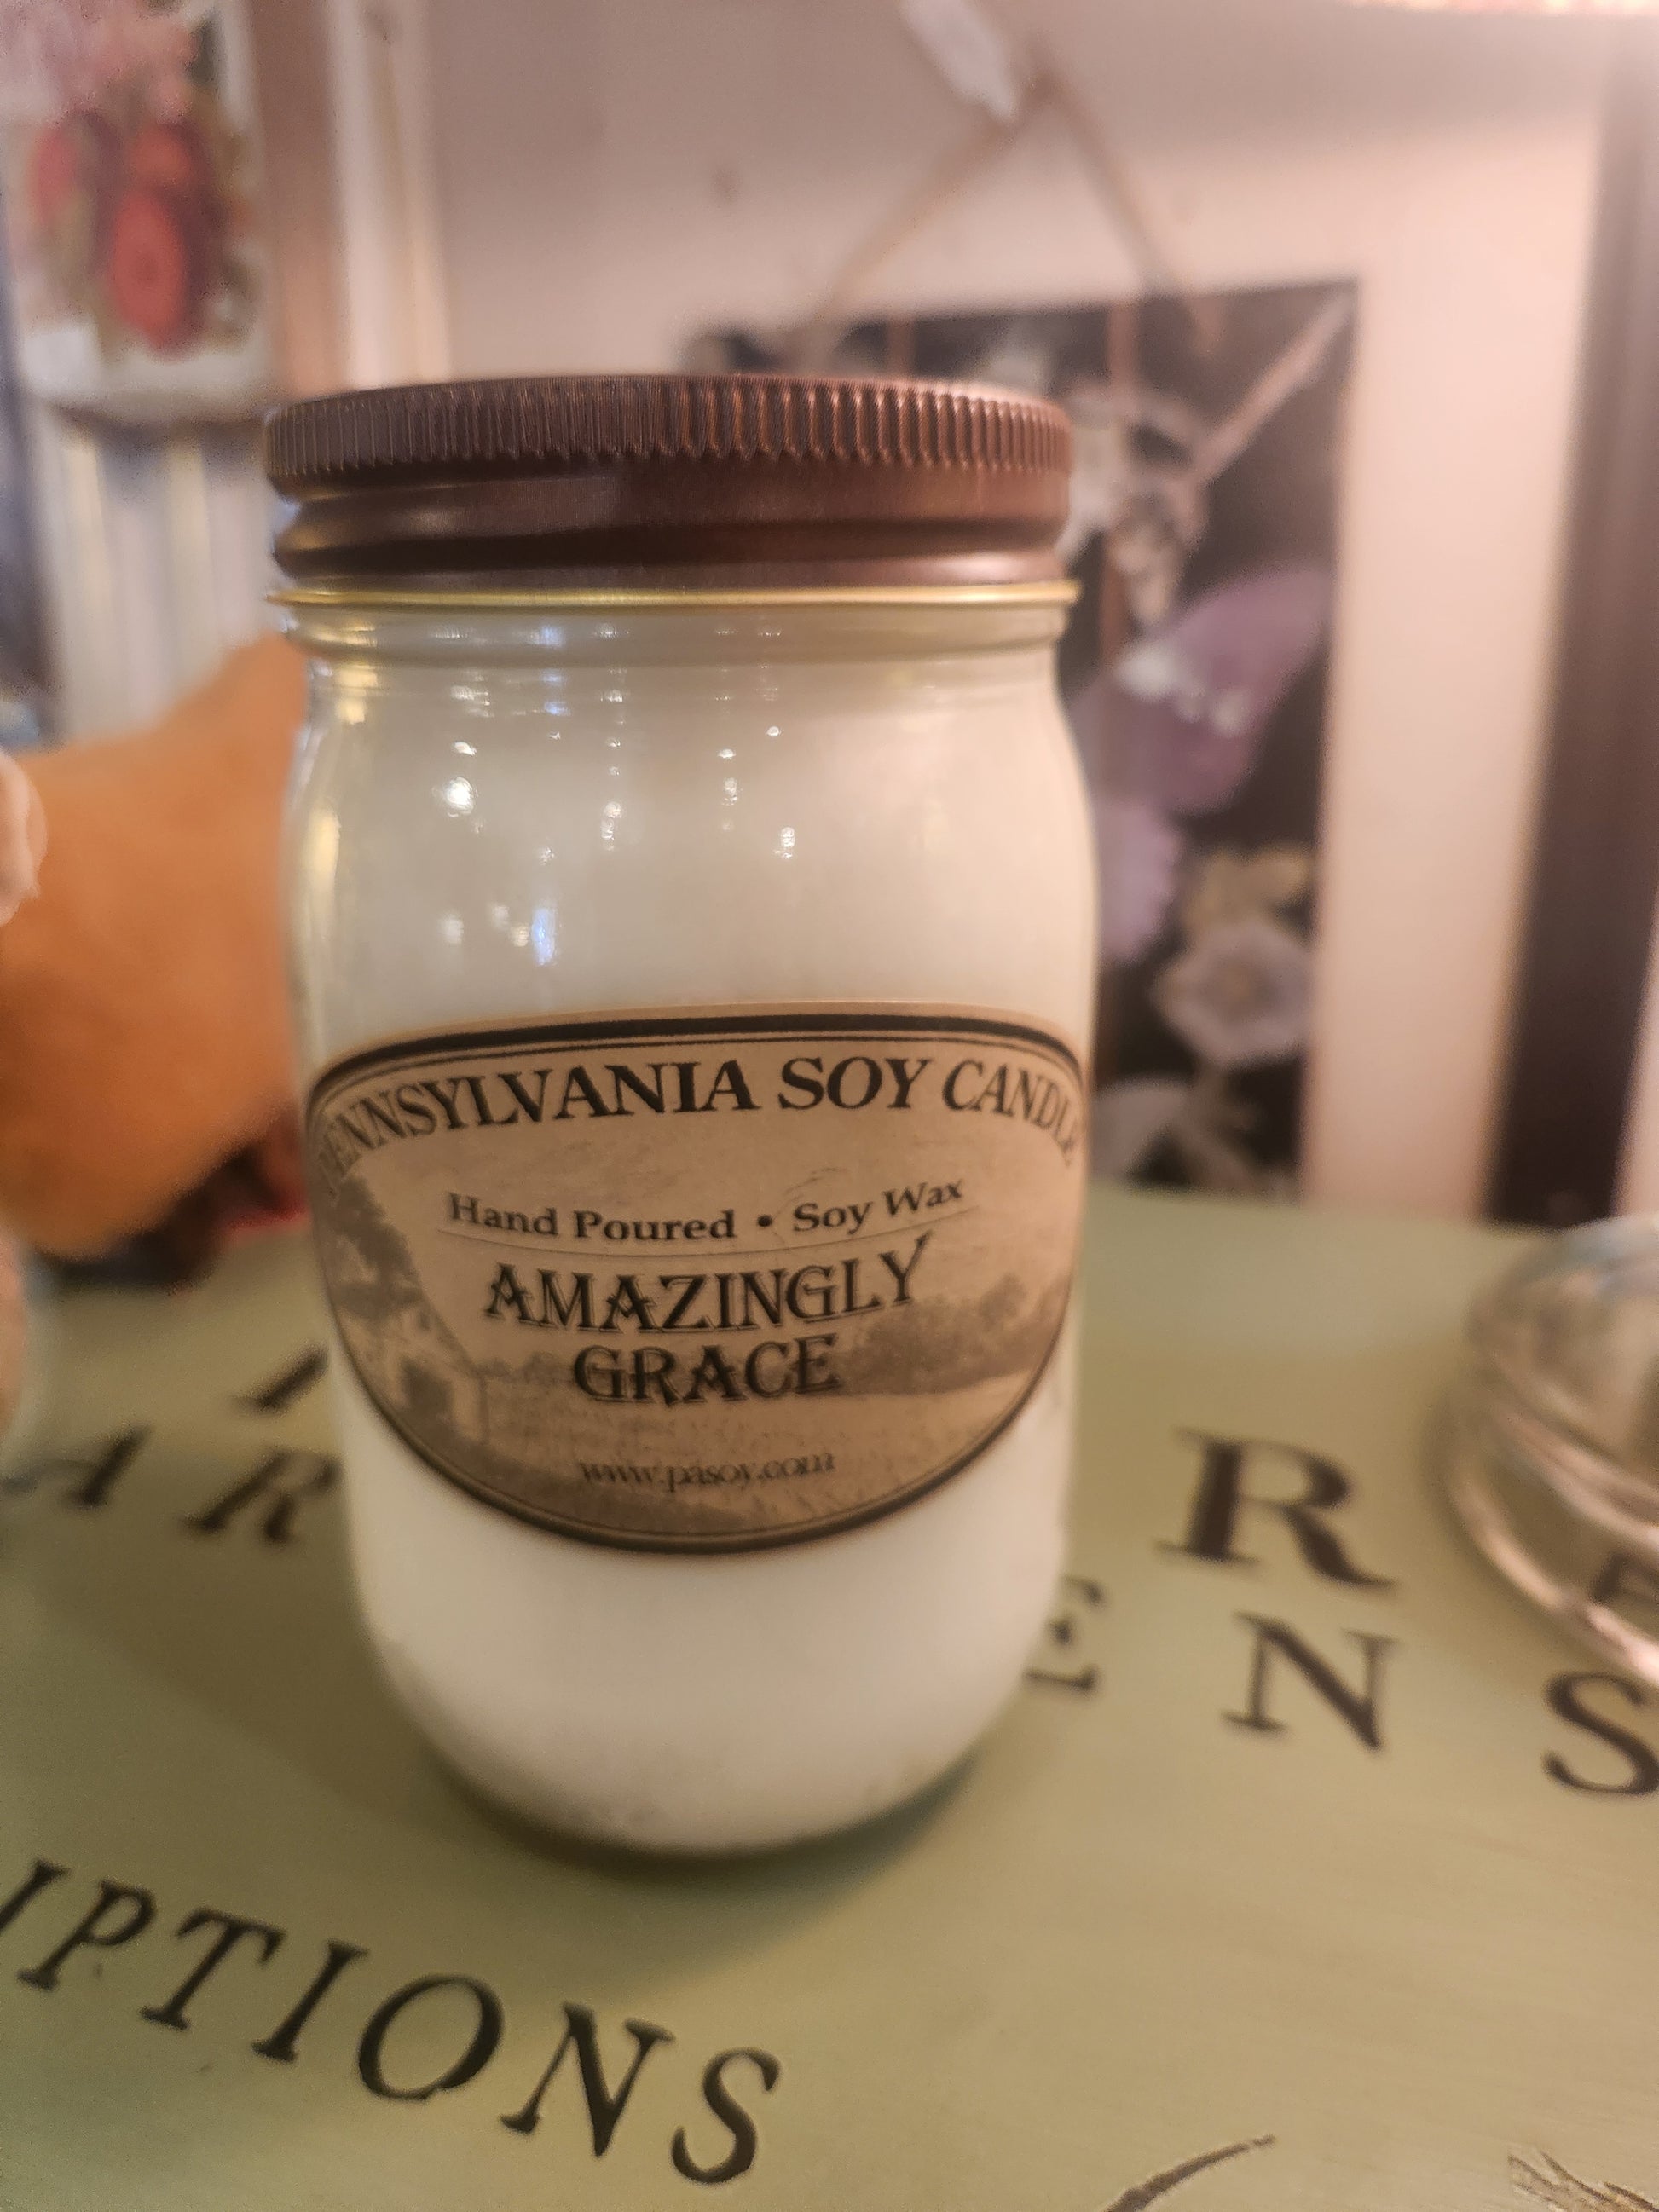 PENNSYLVANIA SOY CANDLE
Hand Poured • Soy Wax
AMAZINGLY
GRACE
www.pasoy.com
R
A R
E N S
IPTIONS